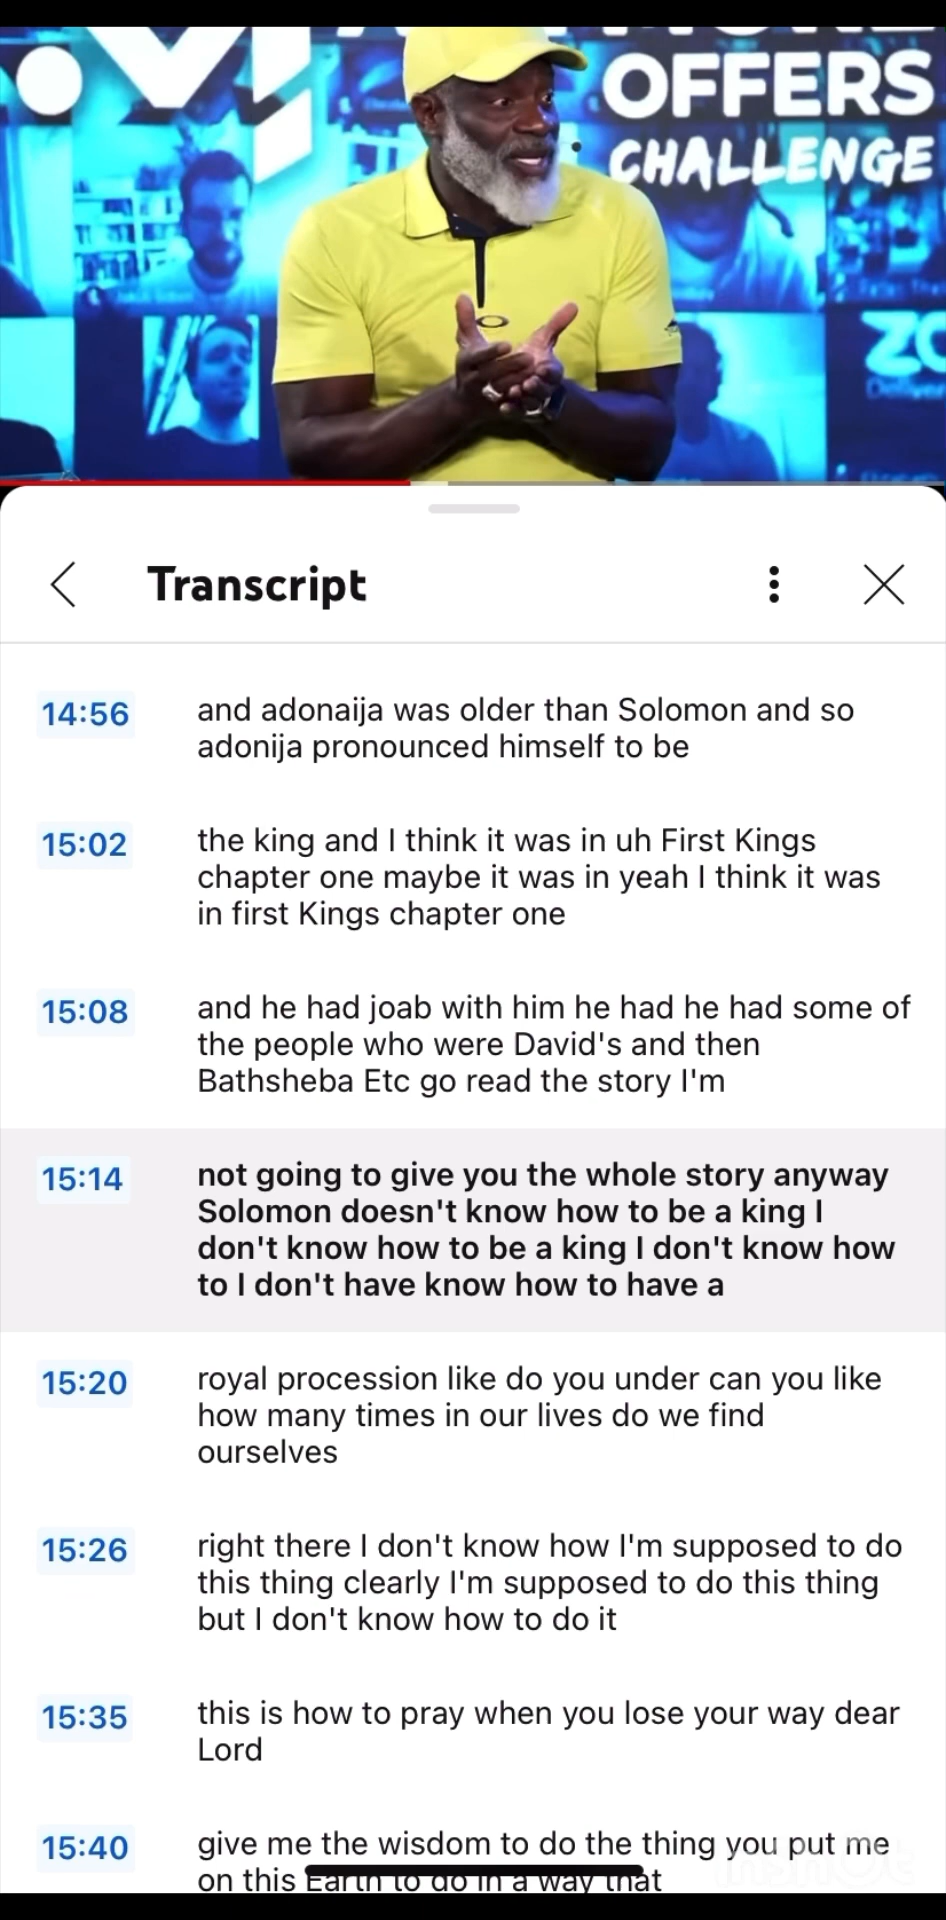 OFFERS
CHALLENGE
Transcript
14:56
and adonaija was older than Solomon and so
adonija pronounced himself to be
15:02
the king and I think it was in uh First Kings
chapter one maybe it was in yeah I think it was
in first Kings chapter one
15:08
and he had joab with him he had he had some of
the people who were David's and then
Bathsheba Etc go read the story I'm
15:14
not going to give you the whole story anyway
Solomon doesn't know how to be a king I
don't know how to be a king I don't know how
to I don't have know how to have a
15:20
royal procession like do you under can you like
how many times in our lives do we find
ourselves
15:26
right there I don't know how I'm supposed to do
this thing clearly I'm supposed to do this thing
but I don't know how to do it
15:35
this is how to pray when you lose your way dear
Lord
15:40
give me the wisdom to do the thing you put me
on this Earth to do in a way that